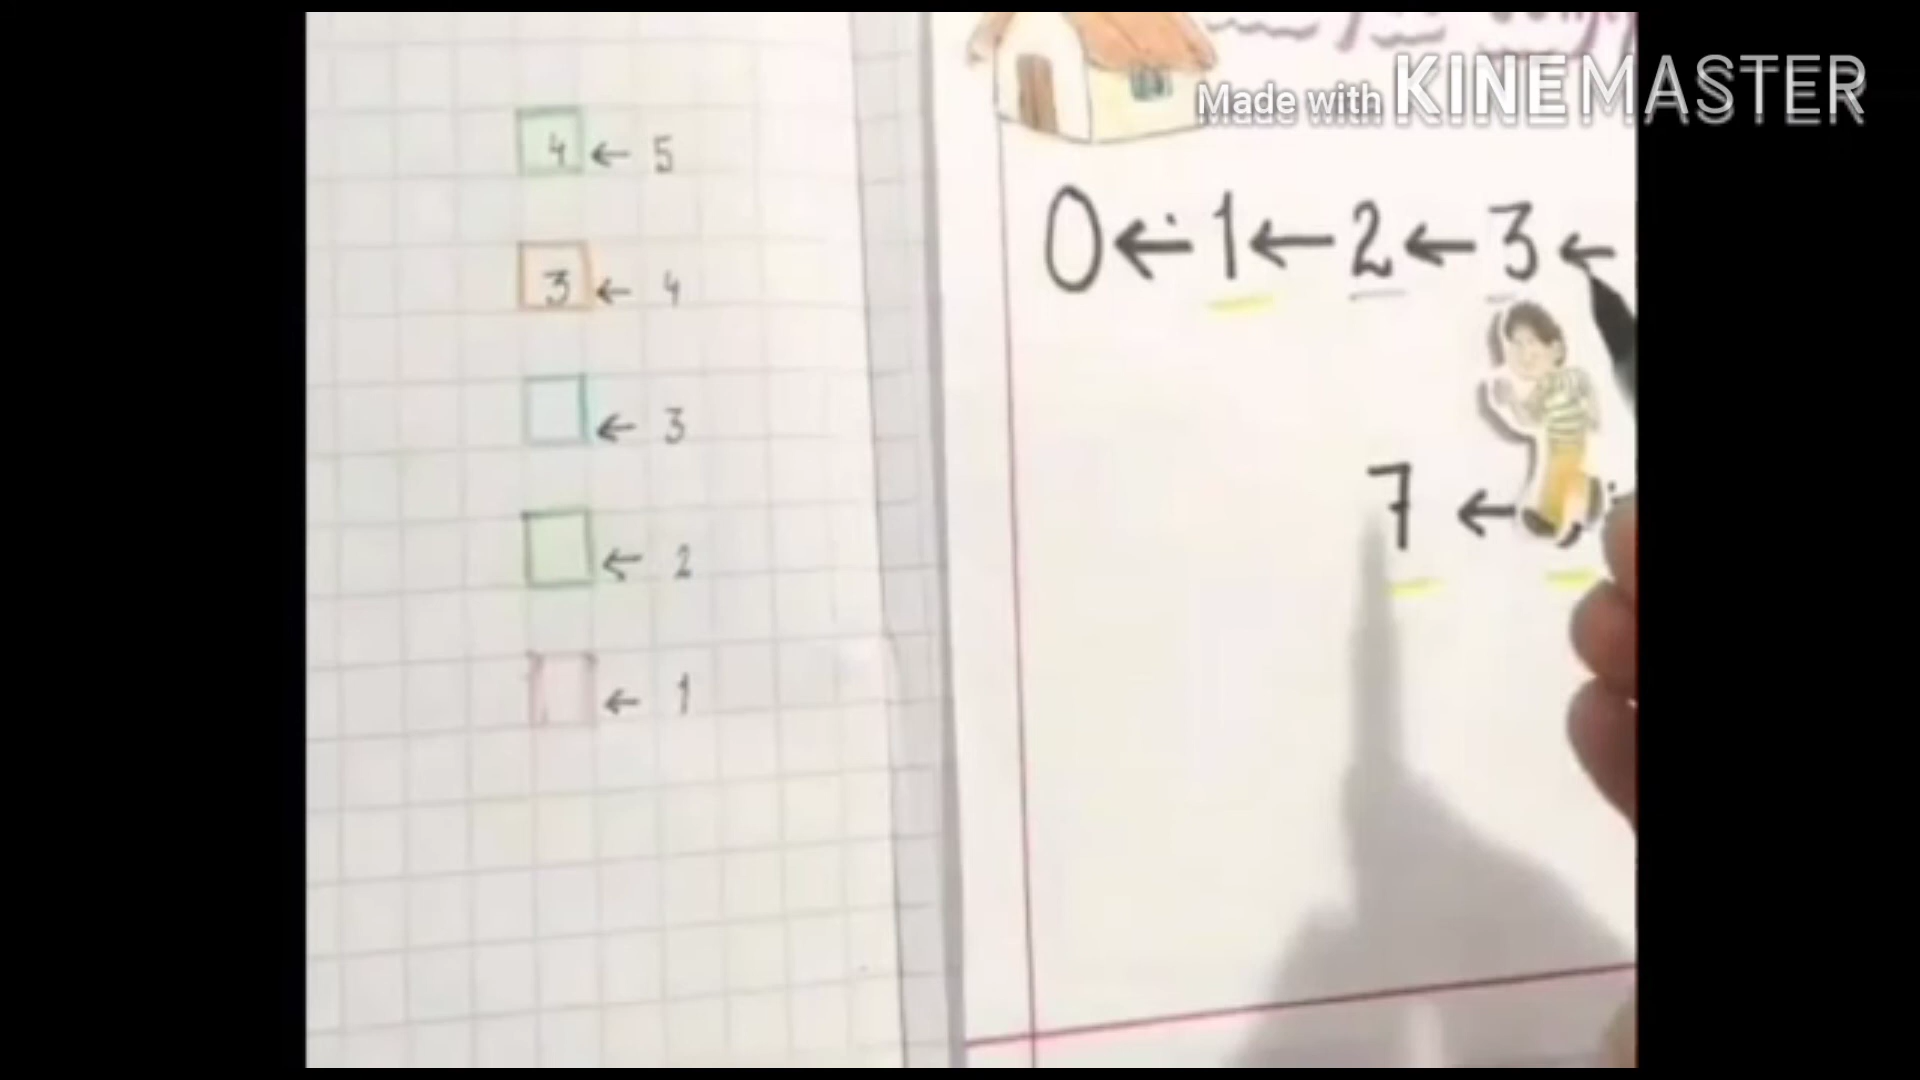 Made with KINEMASTER
4 ← 5
3 ← 4
← 3
← 2
← 1
0 ← 1 ← 2 ← 3 ←
7 ←